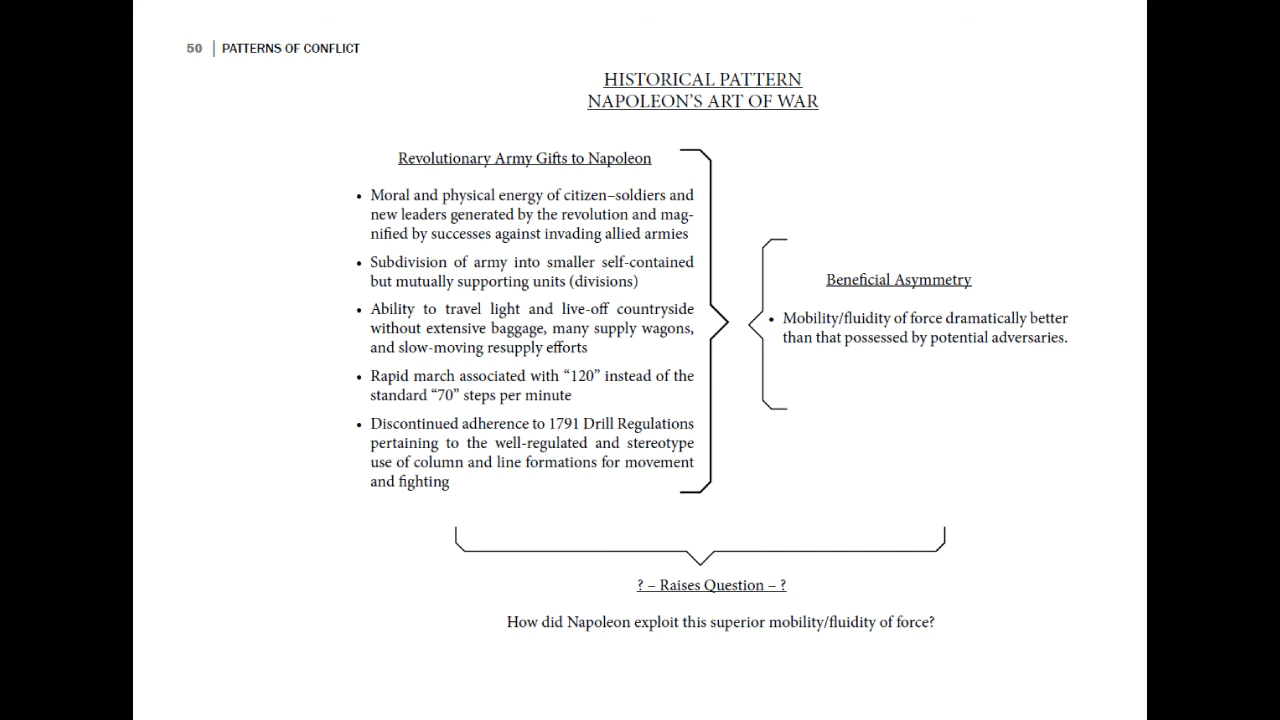 50 | PATTERNS OF CONFLICT
HISTORICAL PATTERN
NAPOLEON'S ART OF WAR
Revolutionary Army Gifts to Napoleon
• Moral and physical energy of citizen–soldiers and
new leaders generated by the revolution and mag-
nified by successes against invading allied armies
• Subdivision of army into smaller self-contained
but mutually supporting units (divisions)
• Ability to travel light and live-off countryside
without extensive baggage, many supply wagons,
and slow-moving resupply efforts
• Rapid march associated with “120” instead of the
standard “70” steps per minute
• Discontinued adherence to 1791 Drill Regulations
pertaining to the well-regulated and stereotype
use of column and line formations for movement
and fighting
Beneficial Asymmetry
• Mobility/fluidity of force dramatically better
than that possessed by potential adversaries.
? – Raises Question – ?
How did Napoleon exploit this superior mobility/fluidity of force?